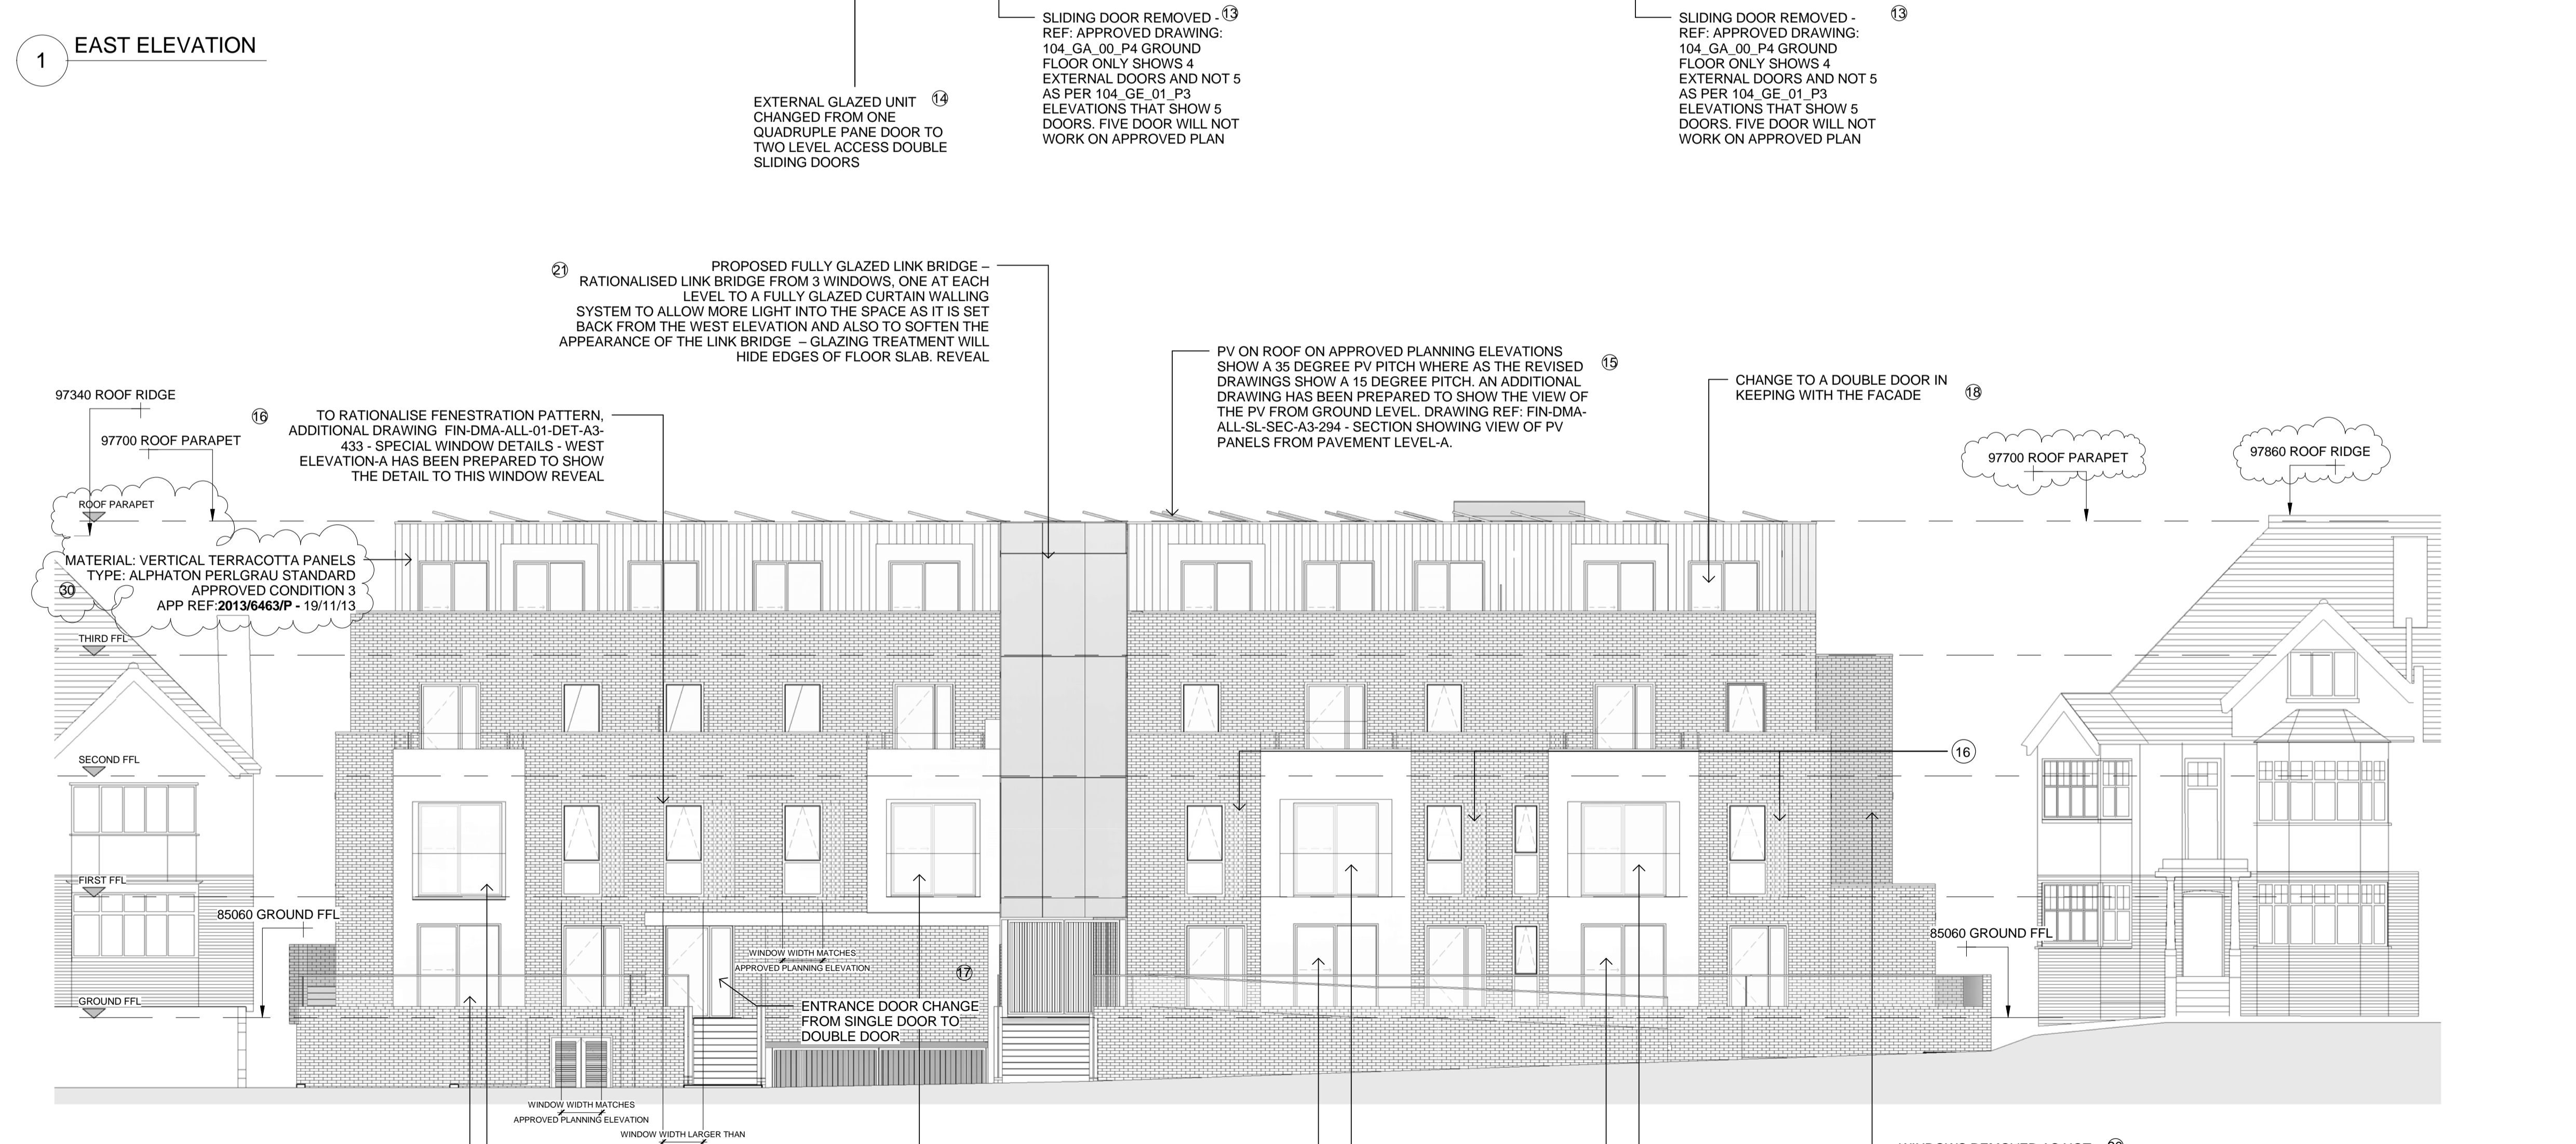 1
EAST ELEVATION
EXTERNAL GLAZED UNIT
CHANGED FROM ONE
QUADRUPLE PANE DOOR TO
TWO LEVEL ACCESS DOUBLE
SLIDING DOORS
14
SLIDING DOOR REMOVED -
REF: APPROVED DRAWING:
104_GA_00_P4 GROUND
FLOOR ONLY SHOWS 4
EXTERNAL DOORS AND NOT 5
AS PER 104_GE_01_P3
ELEVATIONS THAT SHOW 5
DOORS. FIVE DOOR WILL NOT
WORK ON APPROVED PLAN
13
SLIDING DOOR REMOVED -
REF: APPROVED DRAWING:
104_GA_00_P4 GROUND
FLOOR ONLY SHOWS 4
EXTERNAL DOORS AND NOT 5
AS PER 104_GE_01_P3
ELEVATIONS THAT SHOW 5
DOORS. FIVE DOOR WILL NOT
WORK ON APPROVED PLAN
13
21
PROPOSED FULLY GLAZED LINK BRIDGE –
RATIONALISED LINK BRIDGE FROM 3 WINDOWS, ONE AT EACH
LEVEL TO A FULLY GLAZED CURTAIN WALLING
SYSTEM TO ALLOW MORE LIGHT INTO THE SPACE AS IT IS SET
BACK FROM THE WEST ELEVATION AND ALSO TO SOFTEN THE
APPEARANCE OF THE LINK BRIDGE – GLAZING TREATMENT WILL
HIDE EDGES OF FLOOR SLAB. REVEAL
PV ON ROOF ON APPROVED PLANNING ELEVATIONS
SHOW A 35 DEGREE PV PITCH WHERE AS THE REVISED
DRAWINGS SHOW A 15 DEGREE PITCH. AN ADDITIONAL
DRAWING HAS BEEN PREPARED TO SHOW THE VIEW OF
THE PV FROM GROUND LEVEL. DRAWING REF: FIN-DMA-
ALL-SL-SEC-A3-294 - SECTION SHOWING VIEW OF PV
PANELS FROM PAVEMENT LEVEL-A.
15
CHANGE TO A DOUBLE DOOR IN
KEEPING WITH THE FACADE
18
97340 ROOF RIDGE
97700 ROOF PARAPET
16
TO RATIONALISE FENESTRATION PATTERN,
ADDITIONAL DRAWING FIN-DMA-ALL-01-DET-A3-
433 - SPECIAL WINDOW DETAILS - WEST
ELEVATION-A HAS BEEN PREPARED TO SHOW
THE DETAIL TO THIS WINDOW REVEAL
97700 ROOF PARAPET
97860 ROOF RIDGE
ROOF PARAPET
MATERIAL: VERTICAL TERRACOTTA PANELS
TYPE: ALPHATON PERLGRAU STANDARD
APPROVED CONDITION 3
APP REF:2013/6463/P - 19/11/13
30
THIRD FFL
SECOND FFL
16
FIRST FFL
85060 GROUND FFL
85060 GROUND FFL
WINDOW WIDTH MATCHES
APPROVED PLANNING ELEVATION
17
GROUND FFL
ENTRANCE DOOR CHANGE
FROM SINGLE DOOR TO
DOUBLE DOOR
WINDOW WIDTH MATCHES
APPROVED PLANNING ELEVATION
WINDOW WIDTH LARGER THAN